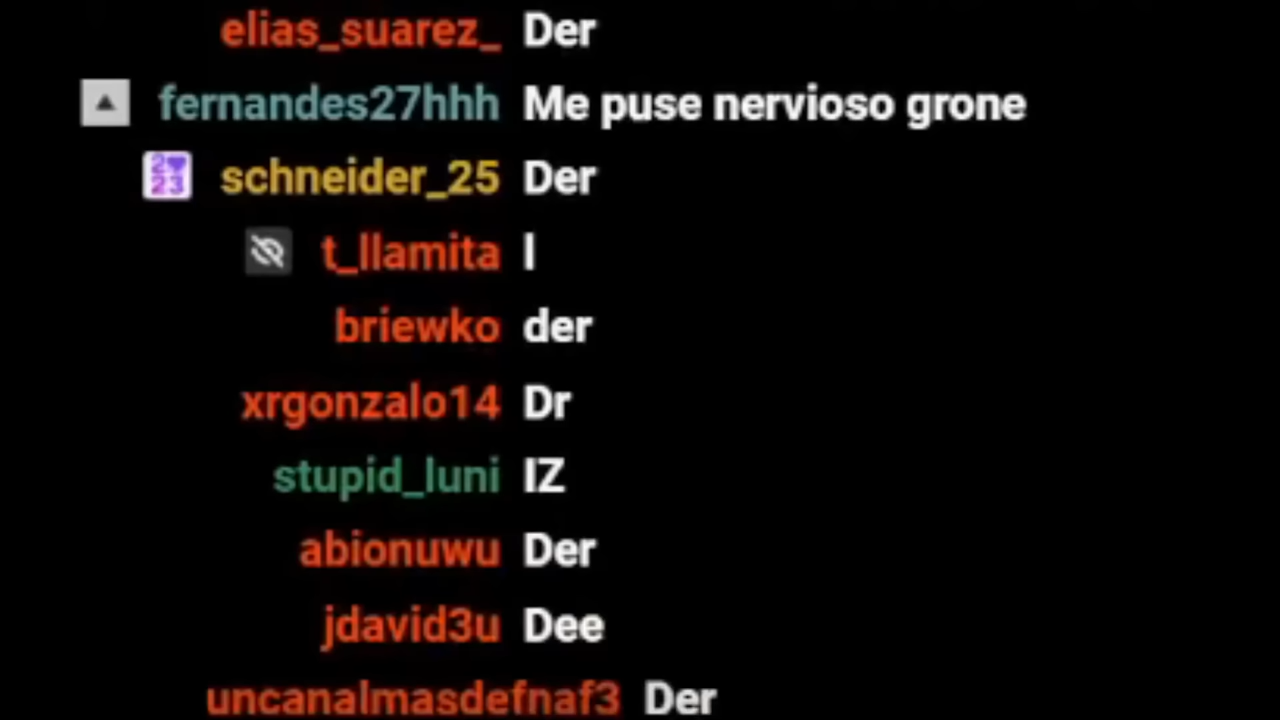 elias_suarez_ Der
fernandes27hhh Me puse nervioso grone
schneider_25 Der
t_llamita I
briewko der
xrgonzalo14 Dr
stupid_luni IZ
abionuwu Der
jdavid3u Dee
uncanalmasdefnaf3 Der